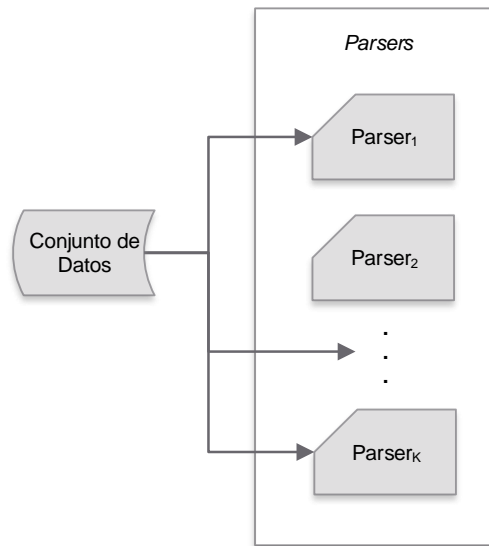 Parsers
Parser₁
Conjunto de
Datos
Parser₂
.
.
.
Parserₖ